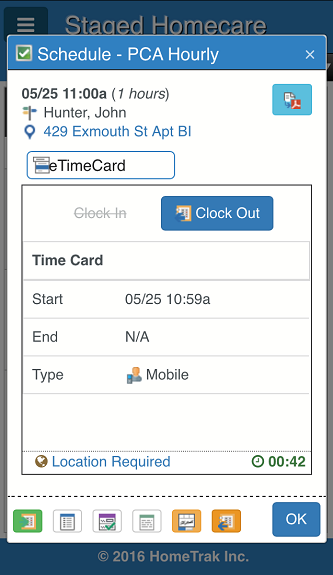 Staged Homecare
Schedule - PCA Hourly ×
05/25 11:00a (1 hours)
Hunter, John
429 Exmouth St Apt BI
eTimeCard
Clock In Clock Out
Time Card
Start 05/25 10:59a
End N/A
Type Mobile
Location Required 00:42
OK
© 2016 HomeTrak Inc.